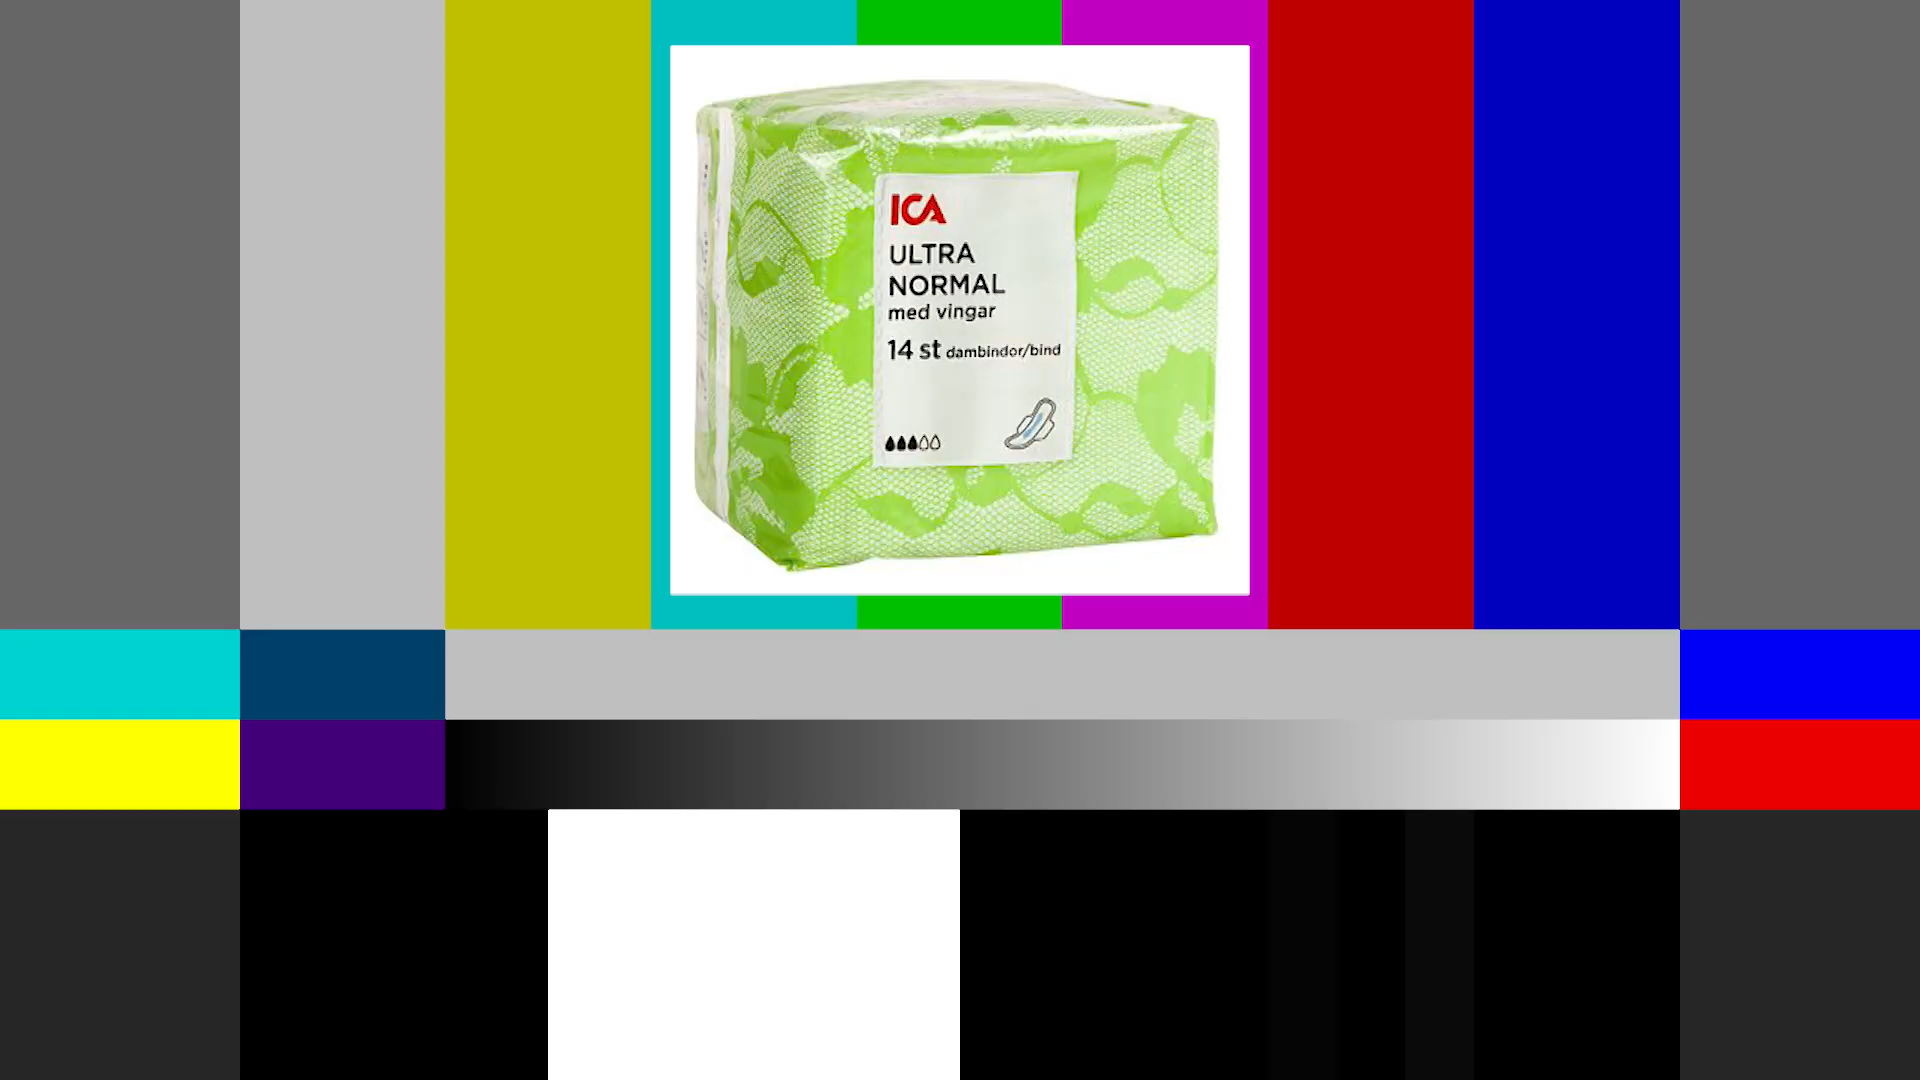 ICA
ULTRA
NORMAL
med vingar
14 st dambindor/bind